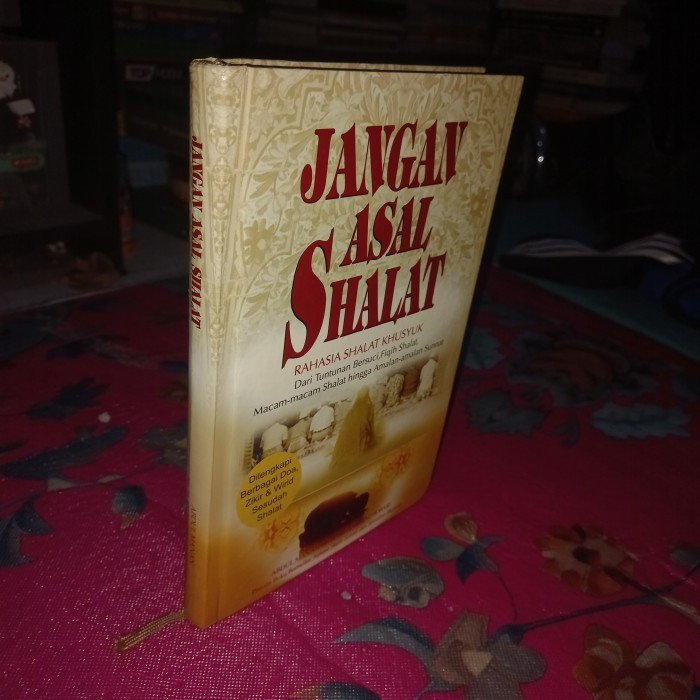 JANGAN
ASAL
SHALAT
RAHASIA SHALAT KHUSYUK
Dari Tuntunan Bersuci, Fiqih Shalat,
Macam-macam Shalat hingga Amalan-amalan Sunnat
Dilengkapi
Berbagai Doa,
Zikir & Wirid
Sesudah
Shalat
JANGAN ASAL SHALAT